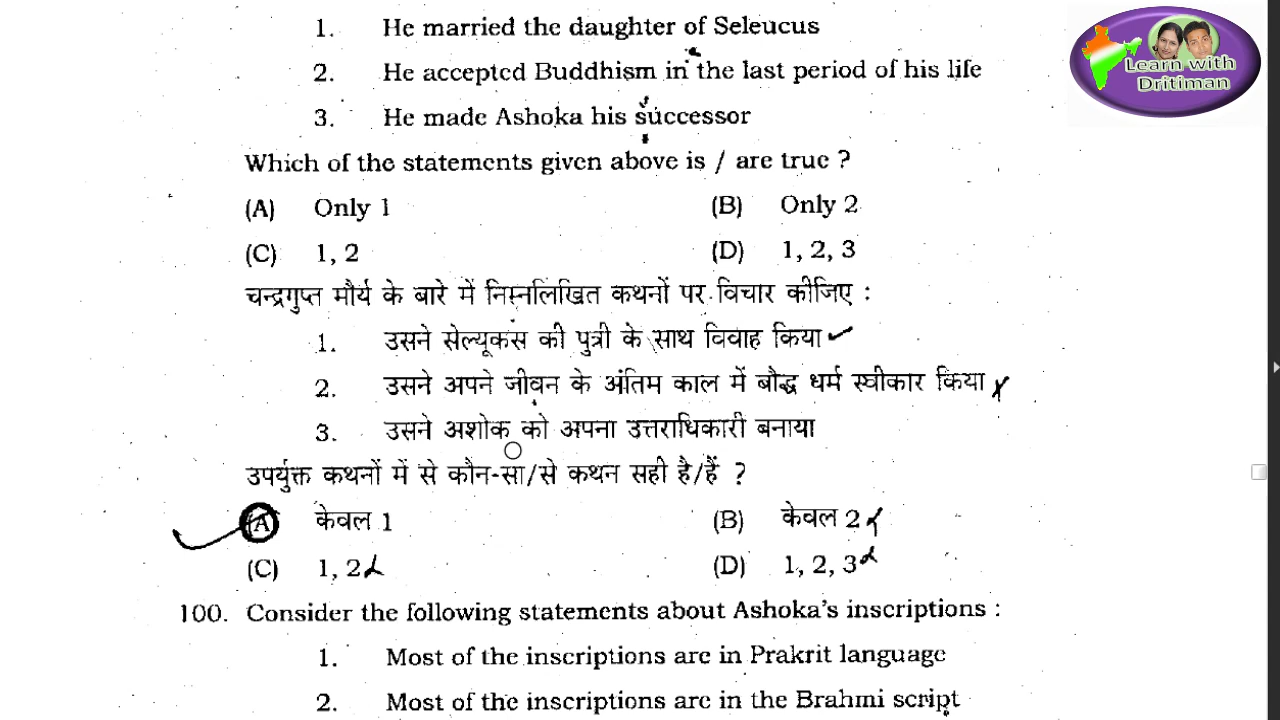 Learn with
Dritiman
1. He married the daughter of Seleucus
2. He accepted Buddhism in the last period of his life
3. He made Ashoka his successor
Which of the statements given above is / are true ?
(A) Only 1 (B) Only 2
(C) 1, 2 (D) 1, 2, 3
चन्द्रगुप्त मौर्य के बारे में निम्नलिखित कथनों पर विचार कीजिए :
1. उसने सेल्यूकस की पुत्री के साथ विवाह किया
2. उसने अपने जीवन के अंतिम काल में बौद्ध धर्म स्वीकार किया
3. उसने अशोक को अपना उत्तराधिकारी बनाया
उपर्युक्त कथनों में से कौन-सा/से कथन सही है/हैं ?
(A) केवल 1 (B) केवल 2
(C) 1, 2 (D) 1, 2, 3
100. Consider the following statements about Ashoka's inscriptions :
1. Most of the inscriptions are in Prakrit language
2. Most of the inscriptions are in the Brahmi script